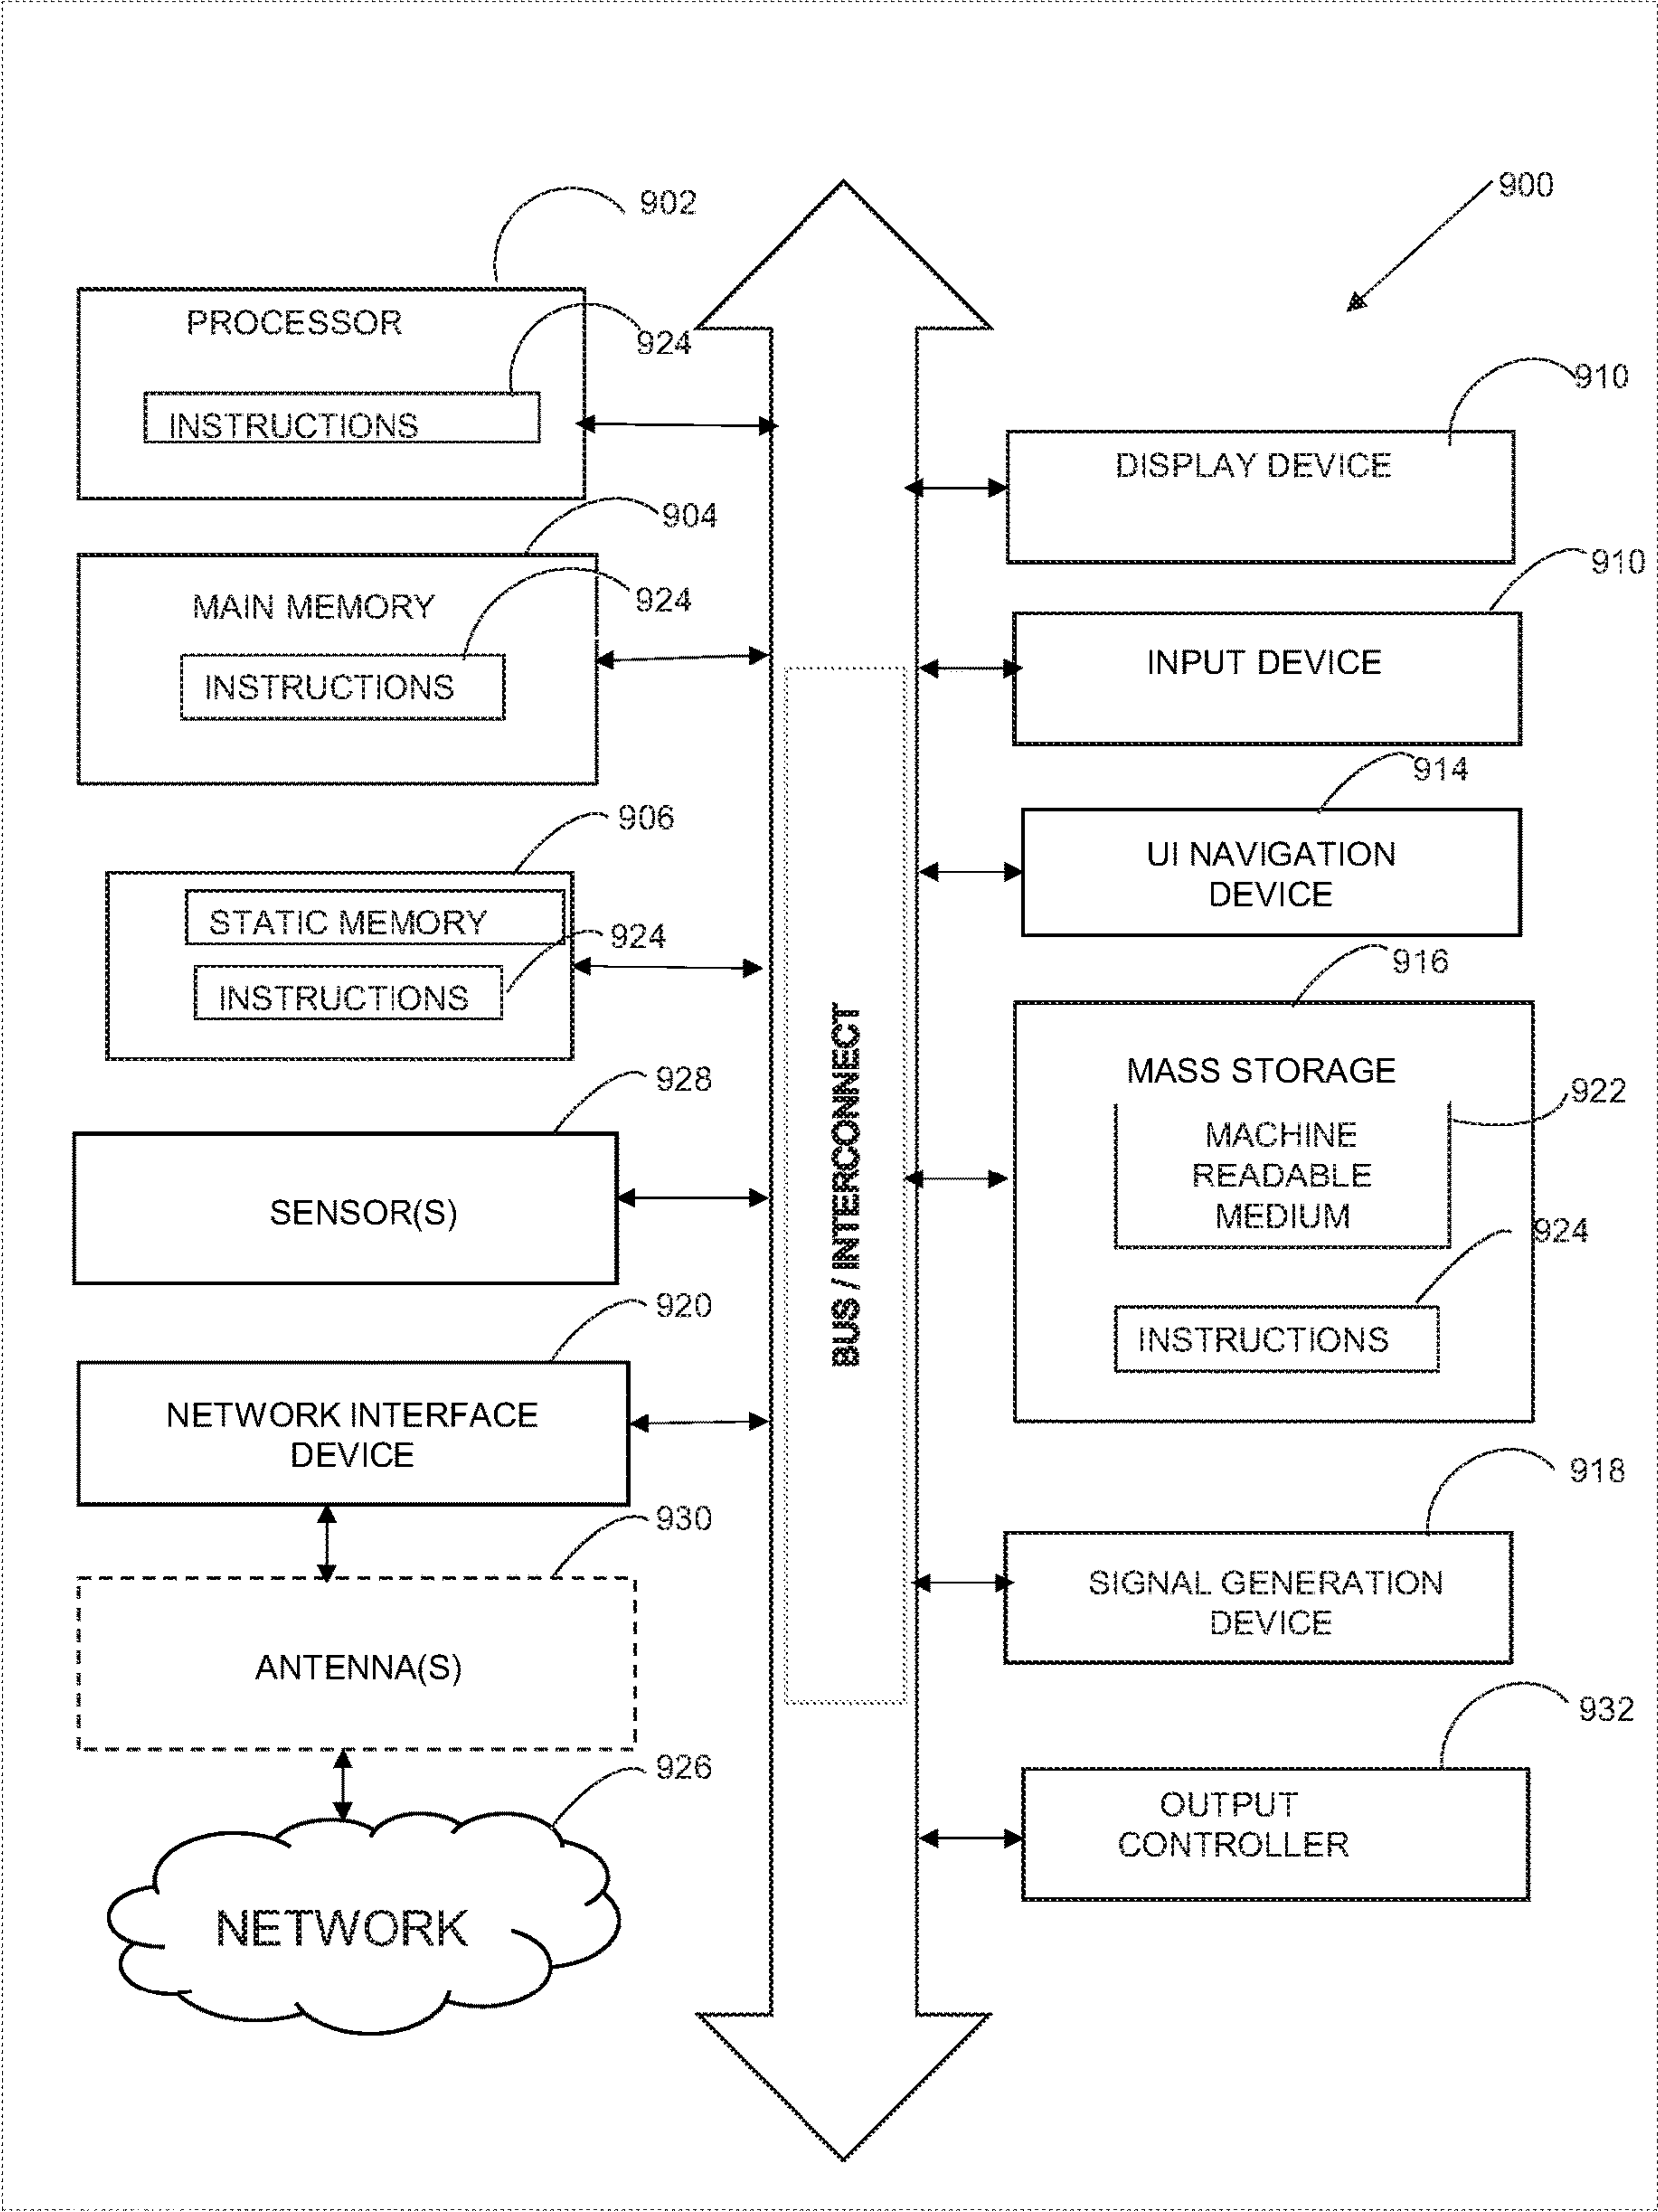 900
902
PROCESSOR
924
INSTRUCTIONS
904
MAIN MEMORY
924
INSTRUCTIONS
906
STATIC MEMORY
924
INSTRUCTIONS
928
SENSOR(S)
920
NETWORK INTERFACE
DEVICE
930
ANTENNA(S)
926
NETWORK
BUS / INTERCONNECT
910
DISPLAY DEVICE
910
INPUT DEVICE
914
UI NAVIGATION
DEVICE
916
MASS STORAGE
922
MACHINE
READABLE
MEDIUM
924
INSTRUCTIONS
918
SIGNAL GENERATION
DEVICE
932
OUTPUT
CONTROLLER